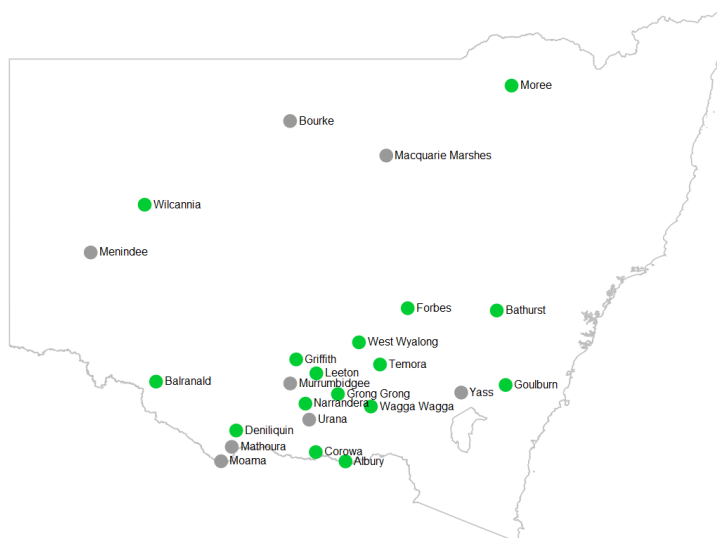 Moree
Bourke
Macquarie Marshes
Wilcannia
Menindee
Forbes
Bathurst
West Wyalong
Griffith
Temora
Leeton
Balranald
Murrumbidgee
Goulburn
Grong Grong
Yass
Narrandera
Wagga Wagga
Urana
Deniliquin
Mathoura
Corowa
Moama
Albury